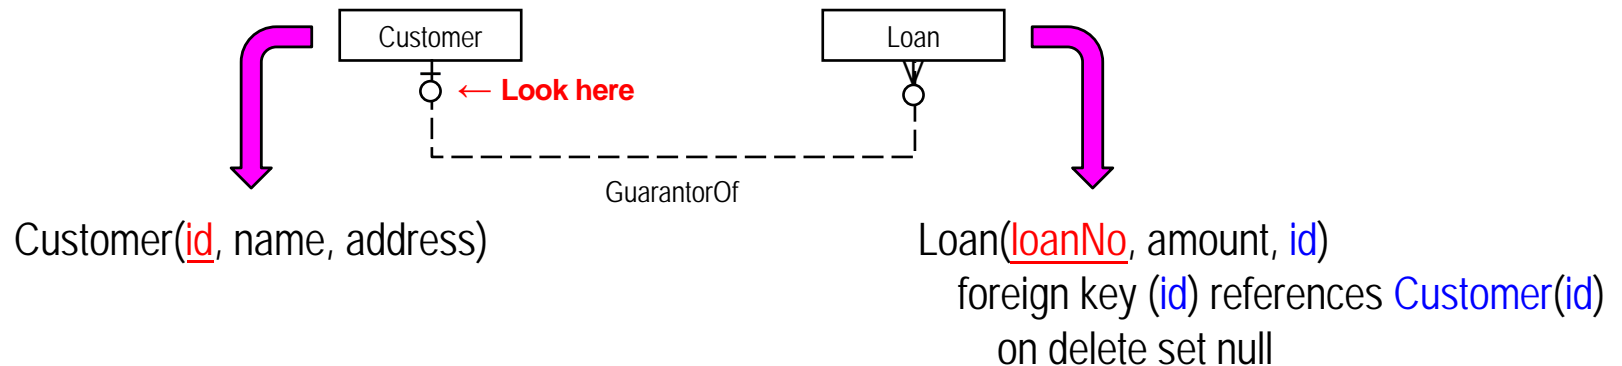 Customer
Loan
← Look here
GuarantorOf
Customer(id, name, address)
Loan(loanNo, amount, id)
foreign key (id) references Customer(id)
on delete set null